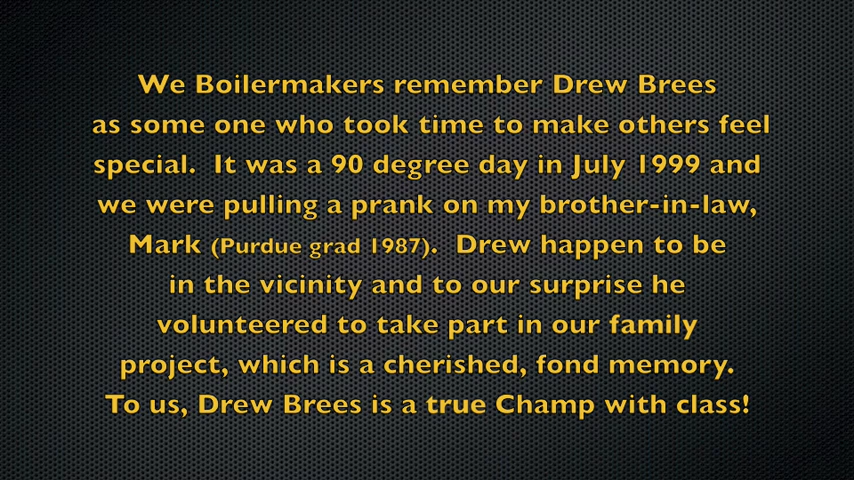 We Boilermakers remember Drew Brees
as some one who took time to make others feel
special. It was a 90 degree day in July 1999 and
we were pulling a prank on my brother-in-law,
Mark (Purdue grad 1987). Drew happen to be
in the vicinity and to our surprise he
volunteered to take part in our family
project, which is a cherished, fond memory.
To us, Drew Brees is a true Champ with class!